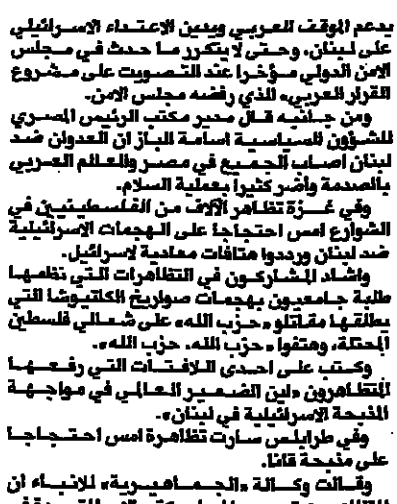 يدعم الموقف العربي ويدين الاعتداء الاسرائيلي
على لبنان، وحتى لا يتكرر ما حدث في مجلس
الامن الدولي مؤخرا عند التصويت على مشروع
القرار العربي، الذي رفضه مجلس الامن.
ومن جانبه قال مدير مكتب الرئيس المصري
للشؤون السياسية اسامة الباز ان العدوان ضد
لبنان اصاب الجميع في مصر والعالم العربي
بالصدمة وأضر كثيرا بعملية السلام.
وفي غزة تظاهر الآلاف من الفلسطينيين في
الشوارع امس احتجاجا على الهجمات الاسرائيلية
ضد لبنان ورددوا هتافات معادية لاسرائيل.
واشاد المشاركون في التظاهرات التي نظمها
طلبة جامعيون بهجمات صواريخ الكاتيوشا التي
يطلقها مقاتلو «حزب الله» على شمالي فلسطين
المحتلة، وهتفوا «حزب الله، حزب الله».
وكتب على احدى اللافتات التي رفعها
المتظاهرون «اين الضمير العالمي في مواجهة
المذبحة الاسرائيلية في لبنان».
وفي طرابلس سارت تظاهرة امس احتجاجا
على مذبحة قانا.
وقالت وكالة «الجماهيرية» للانباء ان